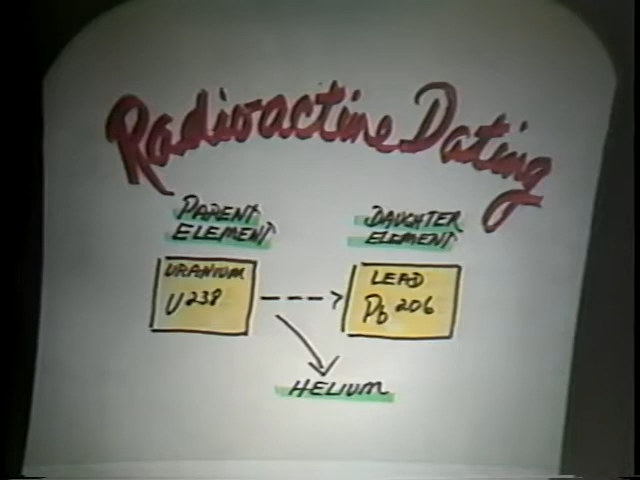 Radioactive Dating
PARENT
ELEMENT
DAUGHTER
ELEMENT
URANIUM
U238
LEAD
Pb 206
HELIUM